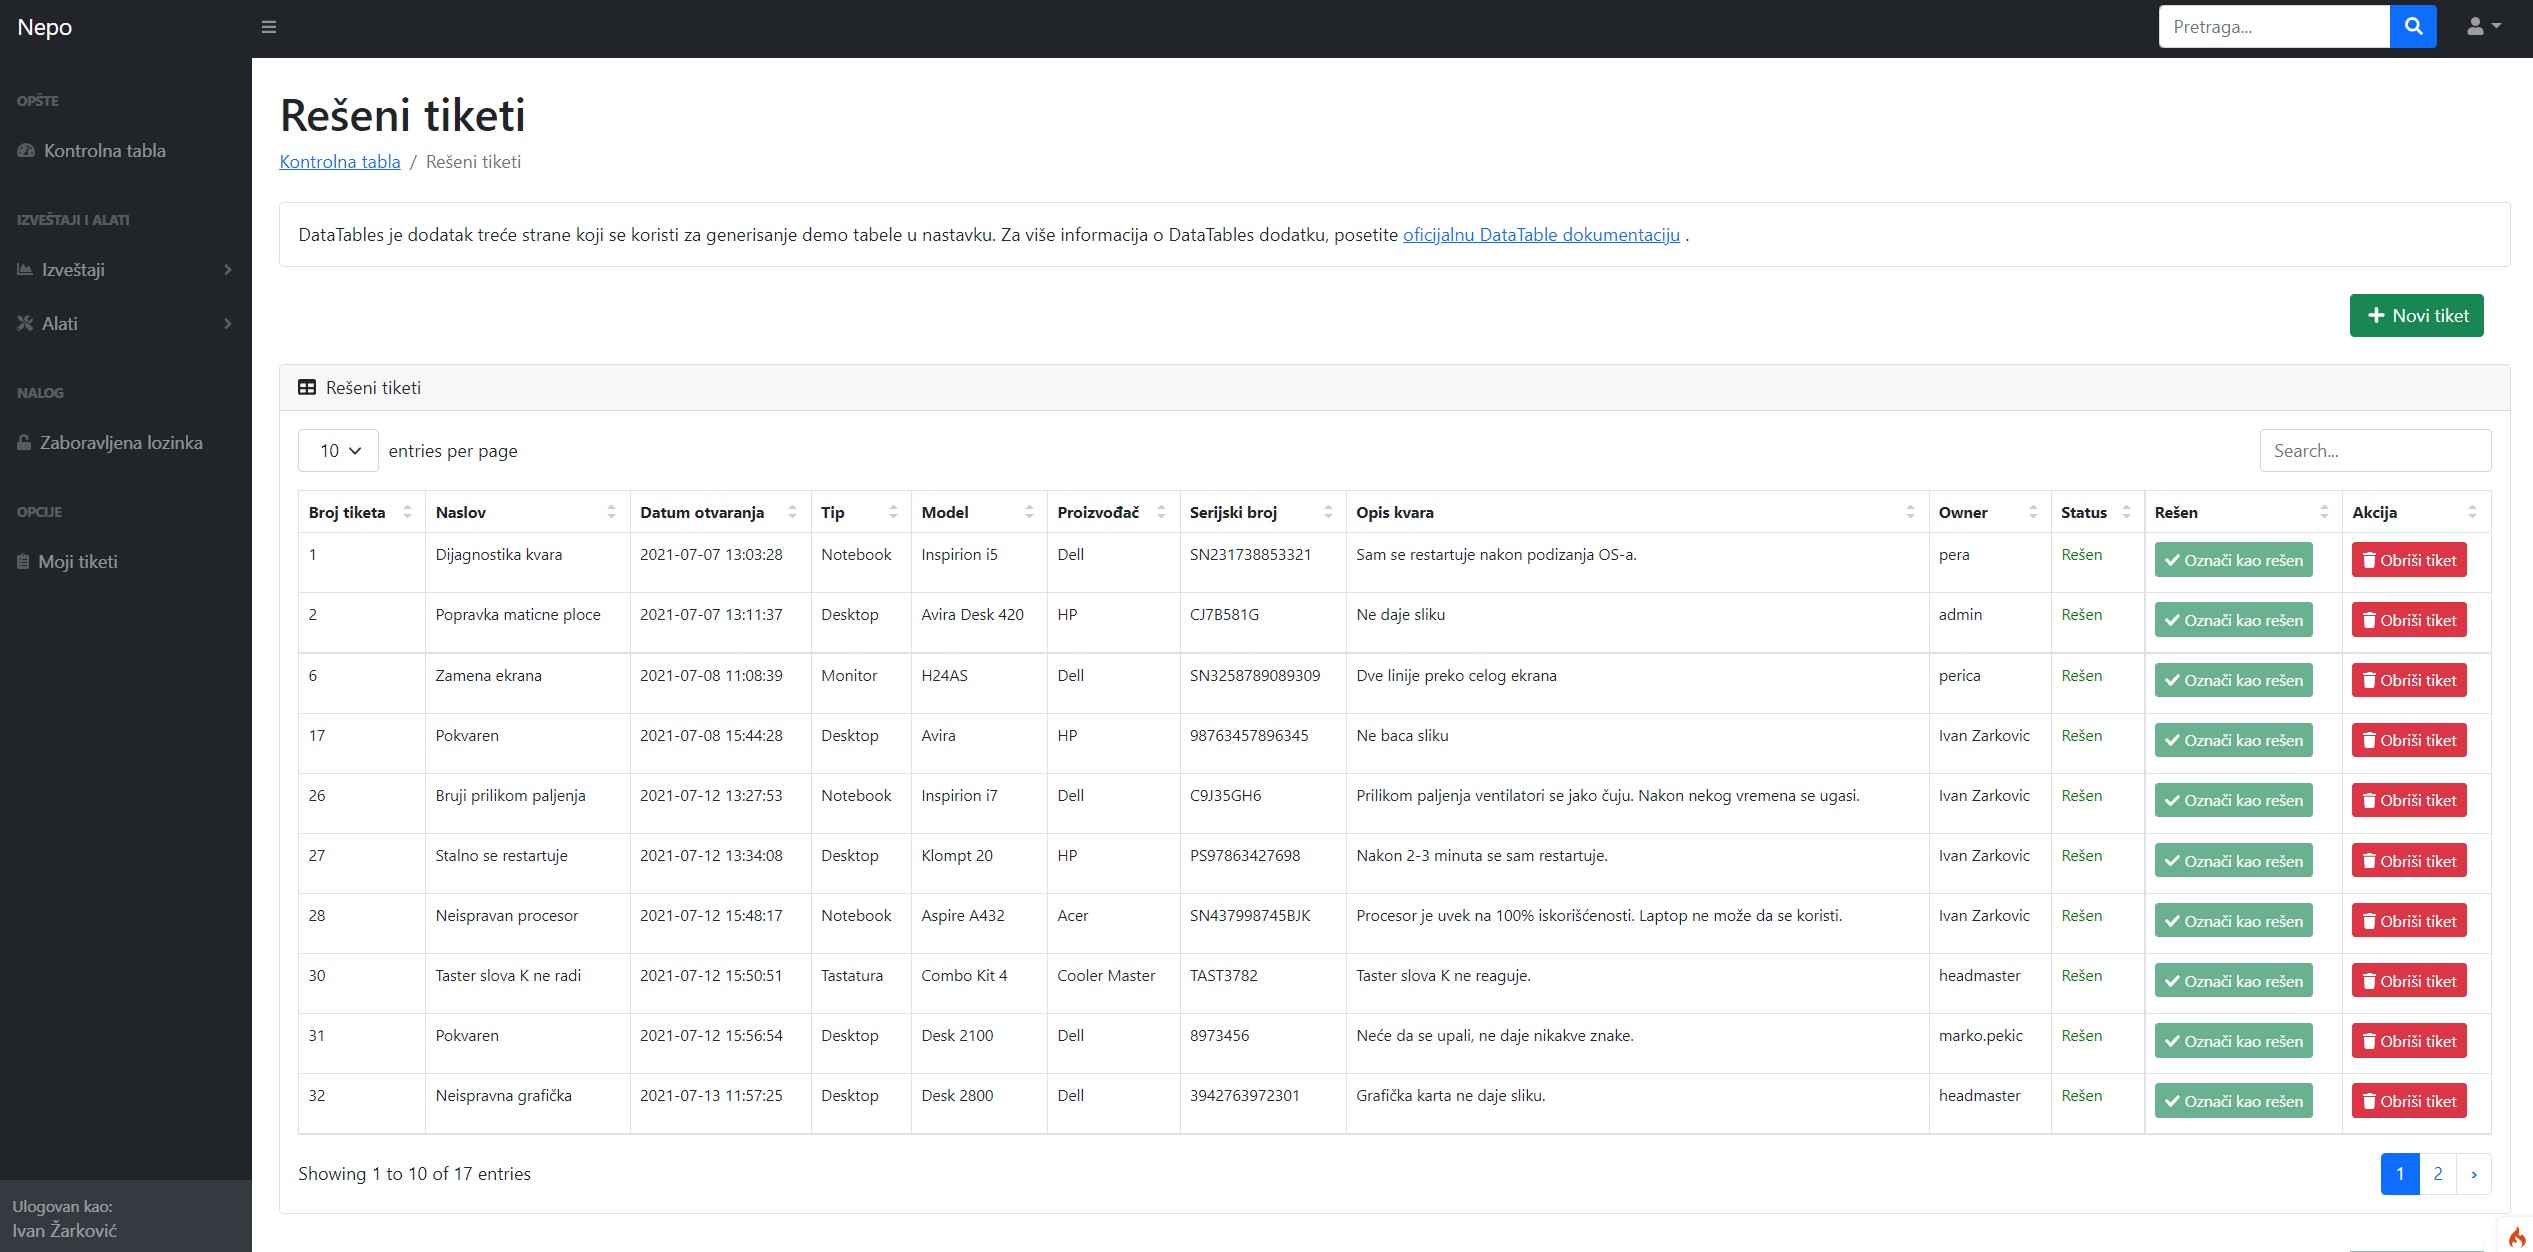 Nepo
Pretraga...
OPŠTE
Kontrolna tabla
IZVEŠTAJI I ALATI
Izveštaji
Alati
NALOG
Zaboravljena lozinka
OPCIJE
Moji tiketi
Ulogovan kao:
Ivan Žarković
Rešeni tiketi
Kontrolna tabla / Rešeni tiketi
DataTables je dodatak treće strane koji se koristi za generisanje demo tabele u nastavku. Za više informacija o DataTables dodatku, posetite oficijalnu DataTable dokumentaciju .
Novi tiket
Rešeni tiketi
10 entries per page Search...
Broj tiketa Naslov Datum otvaranja Tip Model Proizvođač Serijski broj Opis kvara Owner Status Rešen Akcija
1 Dijagnostika kvara 2021-07-07 13:03:28 Notebook Inspirion i5 Dell SN231738853321 Sam se restartuje nakon podizanja OS-a. pera Rešen Označi kao rešen Obriši tiket
2 Popravka maticne ploce 2021-07-07 13:11:37 Desktop Avira Desk 420 HP CJ7B581G Ne daje sliku admin Rešen Označi kao rešen Obriši tiket
6 Zamena ekrana 2021-07-08 11:08:39 Monitor H24AS Dell SN3258789089309 Dve linije preko celog ekrana perica Rešen Označi kao rešen Obriši tiket
17 Pokvaren 2021-07-08 15:44:28 Desktop Avira HP 98763457896345 Ne baca sliku Ivan Zarkovic Rešen Označi kao rešen Obriši tiket
26 Bruji prilikom paljenja 2021-07-12 13:27:53 Notebook Inspirion i7 Dell C9J35GH6 Prilikom paljenja ventilatori se jako čuju. Nakon nekog vremena se ugasi. Ivan Zarkovic Rešen Označi kao rešen Obriši tiket
27 Stalno se restartuje 2021-07-12 13:34:08 Desktop Klompt 20 HP PS97863427698 Nakon 2-3 minuta se sam restartuje. Ivan Zarkovic Rešen Označi kao rešen Obriši tiket
28 Neispravan procesor 2021-07-12 15:48:17 Notebook Aspire A432 Acer SN437998745BJK Procesor je uvek na 100% iskorišćenosti. Laptop ne može da se koristi. Ivan Zarkovic Rešen Označi kao rešen Obriši tiket
30 Taster slova K ne radi 2021-07-12 15:50:51 Tastatura Combo Kit 4 Cooler Master TAST3782 Taster slova K ne reaguje. headmaster Rešen Označi kao rešen Obriši tiket
31 Pokvaren 2021-07-12 15:56:54 Desktop Desk 2100 Dell 8973456 Neće da se upali, ne daje nikakve znake. marko.pekic Rešen Označi kao rešen Obriši tiket
32 Neispravna grafička 2021-07-13 11:57:25 Desktop Desk 2800 Dell 3942763972301 Grafička karta ne daje sliku. headmaster Rešen Označi kao rešen Obriši tiket
Showing 1 to 10 of 17 entries 1 2 ›